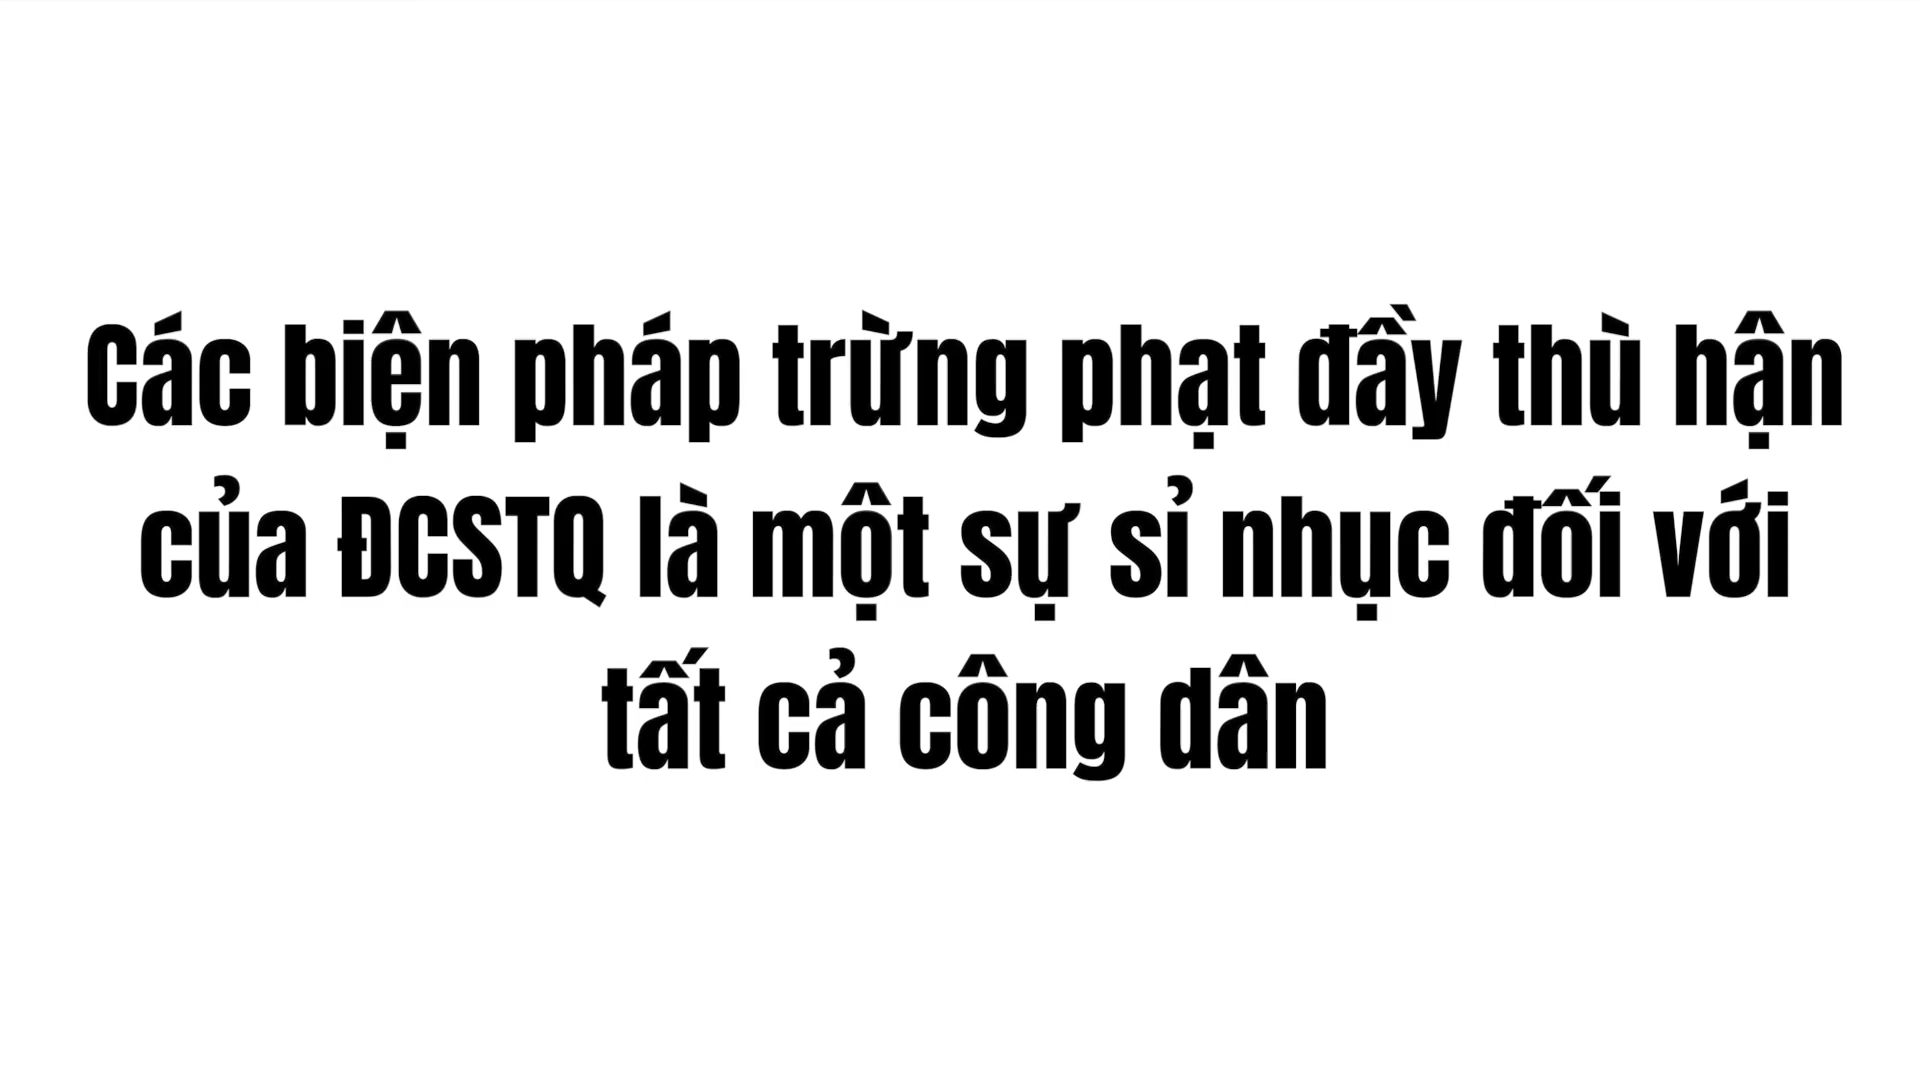 Các biện pháp trừng phạt đầy thù hận
của ĐCSTQ là một sự sỉ nhục đối với
tất cả công dân